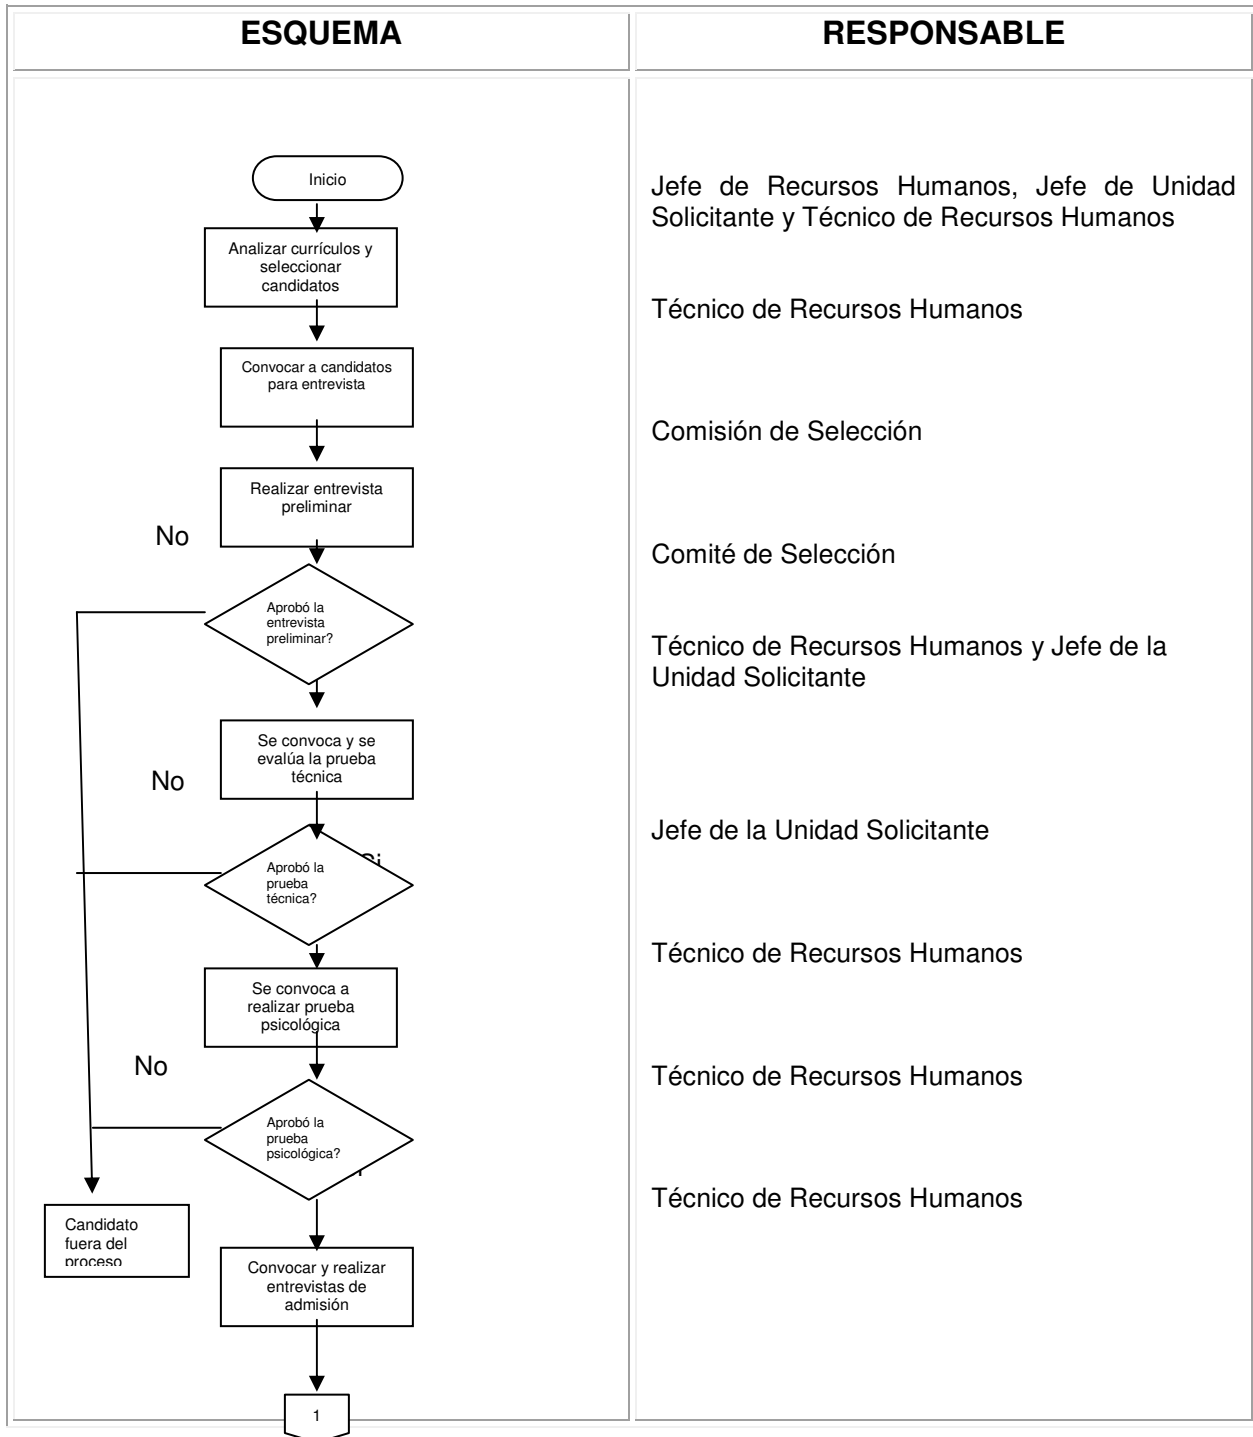 ESQUEMA
RESPONSABLE
Inicio
Analizar currículos y
seleccionar
candidatos
Convocar a candidatos
para entrevista
Realizar entrevista
preliminar
No
Aprobó la
entrevista
preliminar?
Se convoca y se
evalúa la prueba
técnica
No
Aprobó la
prueba
técnica?
Se convoca a
realizar prueba
psicológica
No
Aprobó la
prueba
psicológica?
Candidato
fuera del
proceso
Convocar y realizar
entrevistas de
admisión
1
Jefe de Recursos Humanos, Jefe de Unidad
Solicitante y Técnico de Recursos Humanos
Técnico de Recursos Humanos
Comisión de Selección
Comité de Selección
Técnico de Recursos Humanos y Jefe de la
Unidad Solicitante
Jefe de la Unidad Solicitante
Técnico de Recursos Humanos
Técnico de Recursos Humanos
Técnico de Recursos Humanos